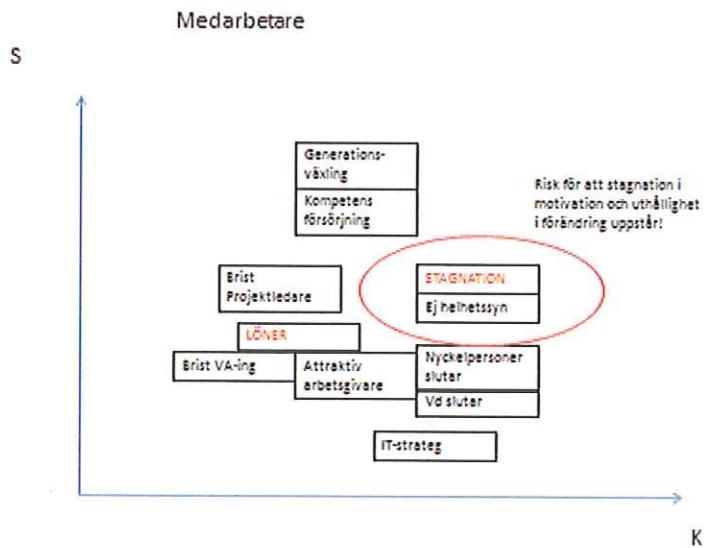 Medarbetare
S
Generations-
växling
Kompetens
försörjning
Risk för att stagnation i
motivation och uthållighet
i förändring uppstår!
Brist
Projektledare
STAGNATION
Ej helhetssyn
LÖNER
Brist VA-ing
Attraktiv
arbetsgivare
Nyckelpersoner
slutar
Vd slutar
IT-strateg
K